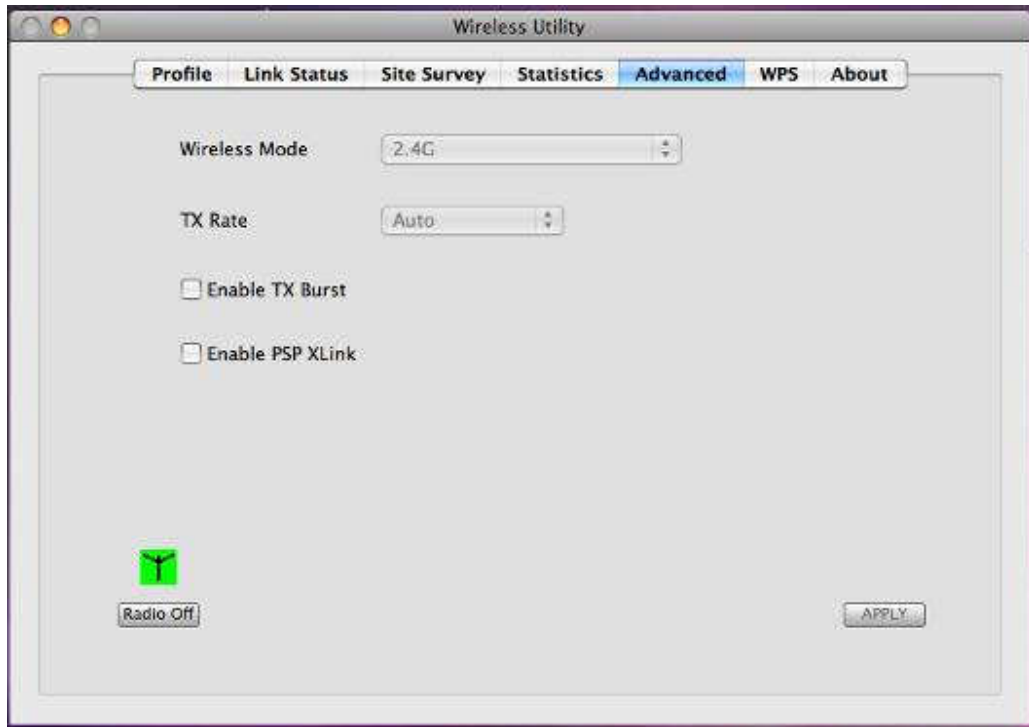 Wireless Utility
Profile Link Status Site Survey Statistics Advanced WPS About
Wireless Mode 2.4G
TX Rate Auto
Enable TX Burst
Enable PSP XLink
Radio Off APPLY